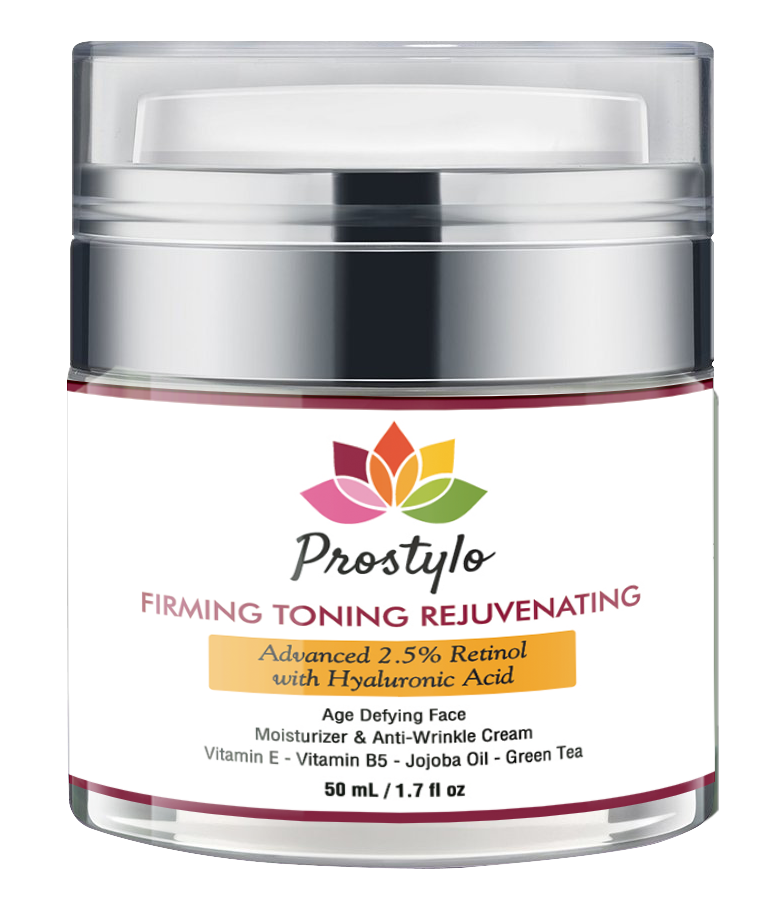 Prostylo
FIRMING TONING REJUVENATING
Advanced 2.5% Retinol
with Hyaluronic Acid
Age Defying Face
Moisturizer & Anti-Wrinkle Cream
Vitamin E - Vitamin B5 - Jojoba Oil - Green Tea
50 mL / 1.7 fl oz